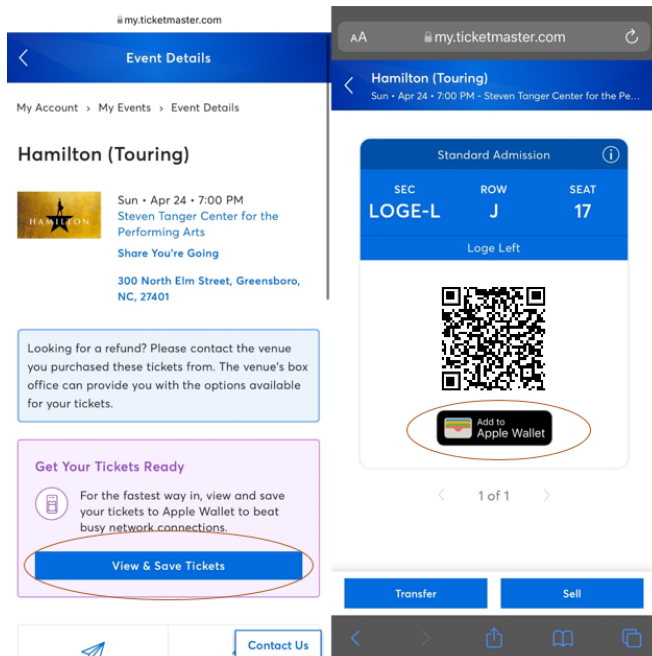 my.ticketmaster.com
Event Details
My Account > My Events > Event Details
Hamilton (Touring)
HAMILTON
Sun • Apr 24 • 7:00 PM
Steven Tanger Center for the
Performing Arts
Share You're Going
300 North Elm Street, Greensboro,
NC, 27401
Looking for a refund? Please contact the venue
you purchased these tickets from. The venue's box
office can provide you with the options available
for your tickets.
Get Your Tickets Ready
For the fastest way in, view and save
your tickets to Apple Wallet to beat
busy network connections.
View & Save Tickets
Contact Us
AA
my.ticketmaster.com
Hamilton (Touring)
Sun • Apr 24 • 7:00 PM - Steven Tanger Center for the Pe...
Standard Admission
SEC ROW SEAT
LOGE-L J 17
Loge Left
Add to
Apple Wallet
1 of 1
Transfer Sell